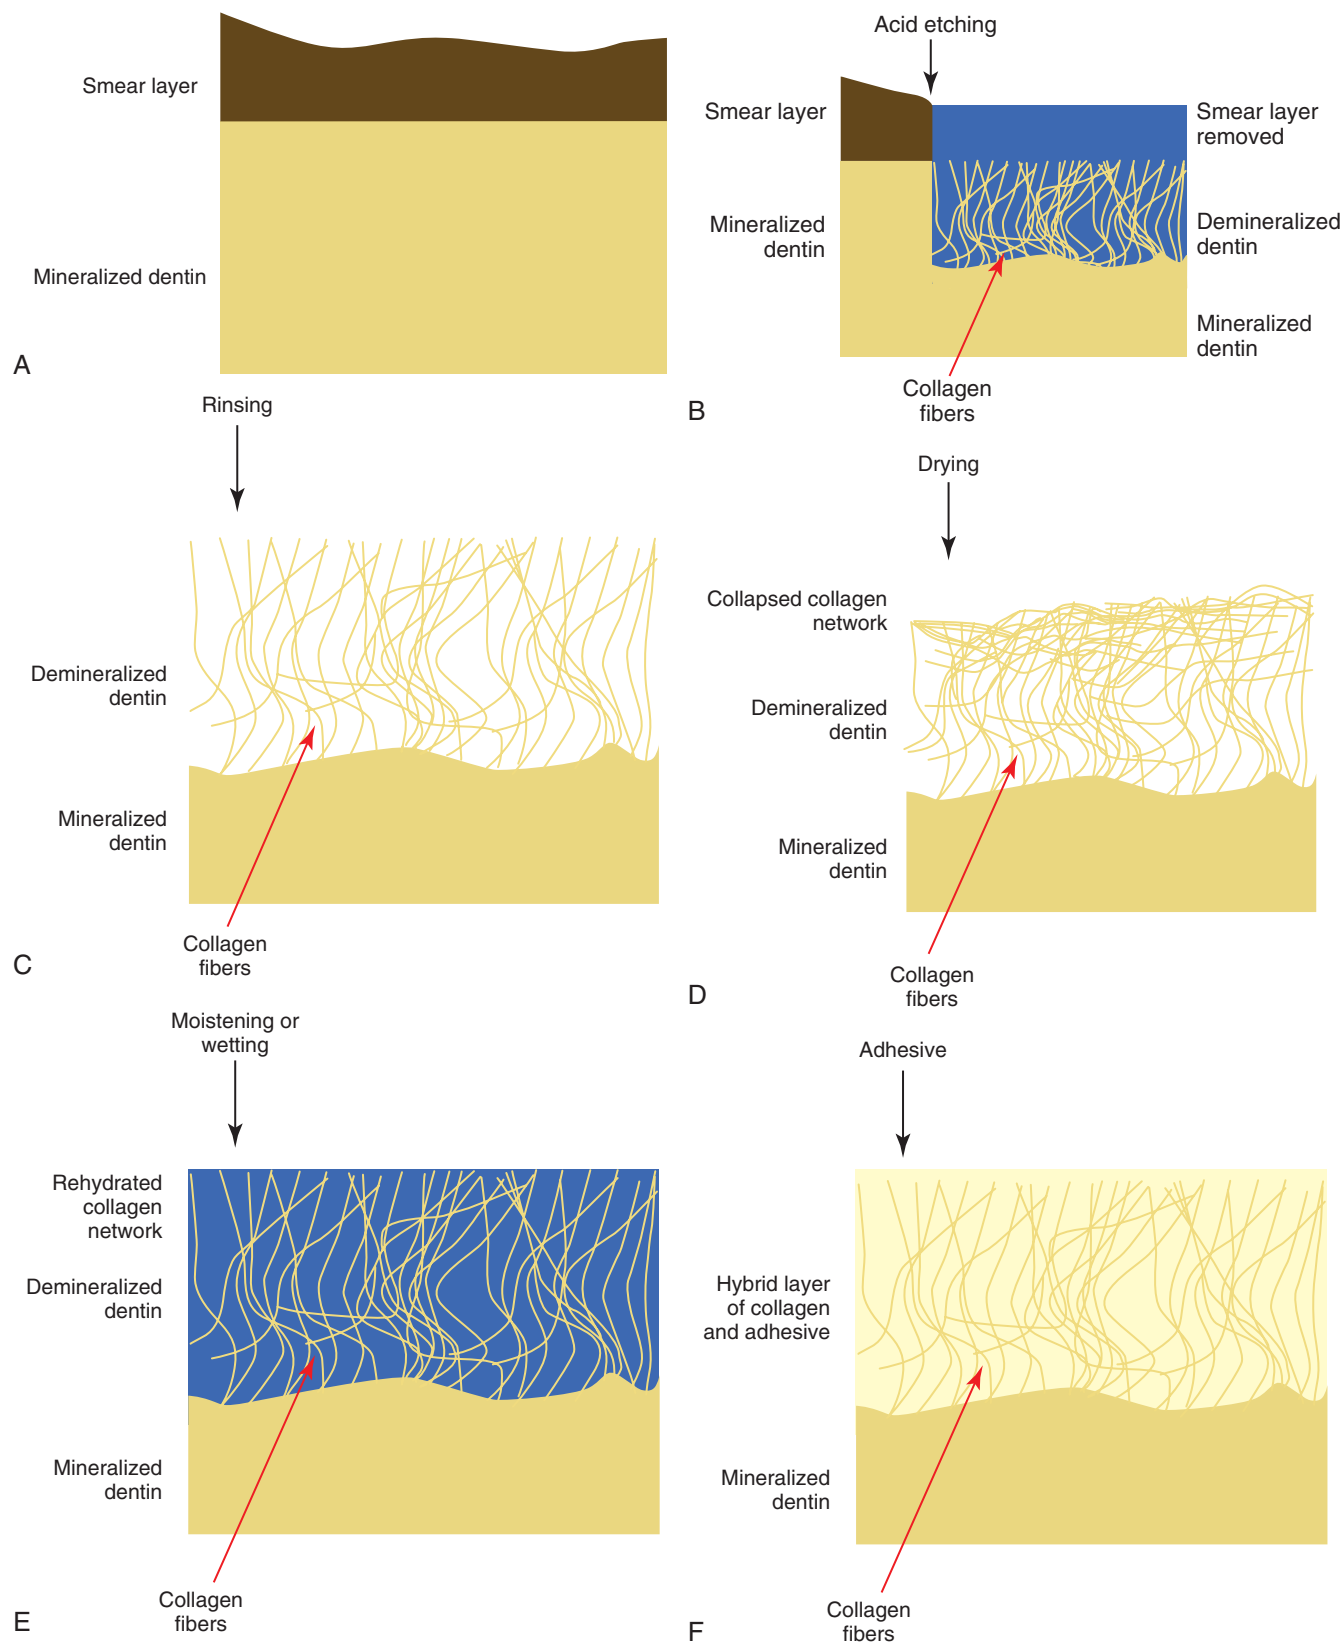 Smear layer
Mineralized dentin
A
Acid etching
Smear layer
Mineralized
dentin
Smear layer
removed
Demineralized
dentin
Mineralized
dentin
Collagen
fibers
B
Rinsing
Demineralized
dentin
Mineralized
dentin
Collagen
fibers
C
Drying
Collapsed collagen
network
Demineralized
dentin
Mineralized
dentin
Collagen
fibers
D
Moistening or
wetting
Rehydrated
collagen
network
Demineralized
dentin
Mineralized
dentin
Collagen
fibers
E
Adhesive
Hybrid layer
of collagen
and adhesive
Mineralized
dentin
Collagen
fibers
F